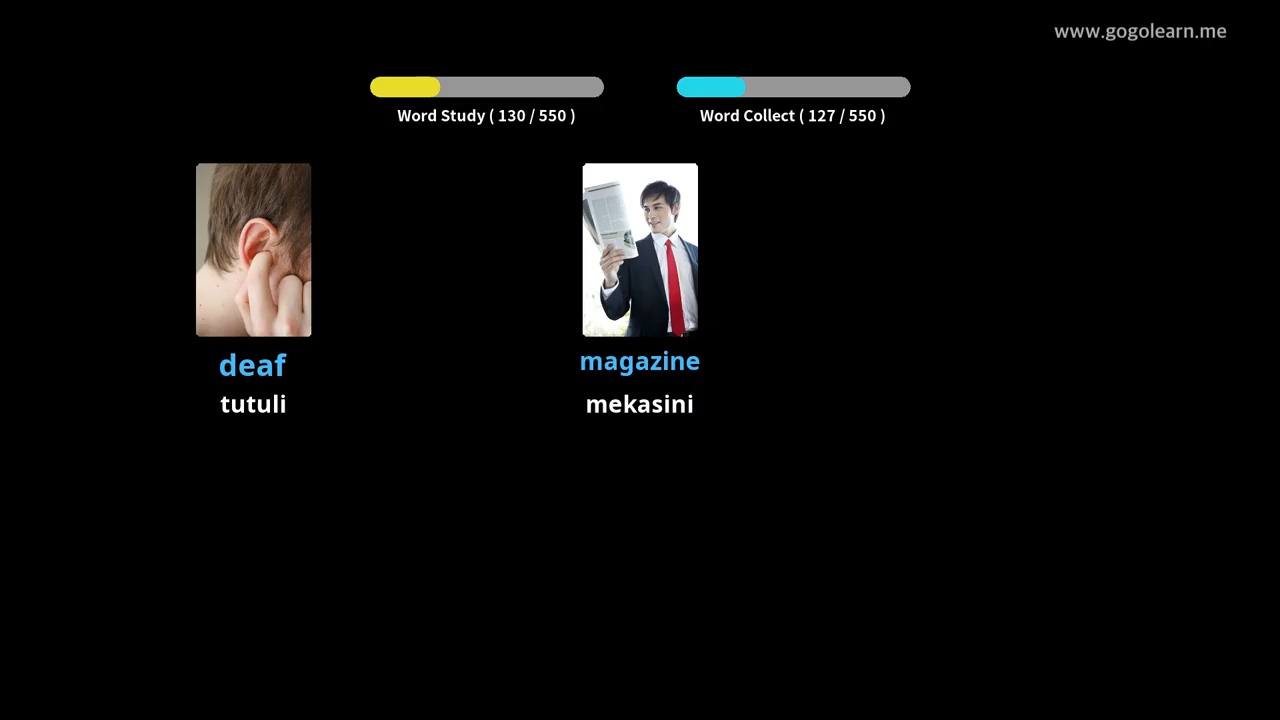 www.gogolearn.me
Word Study ( 130 / 550 )
Word Collect ( 127 / 550 )
deaf
tutuli
magazine
mekasini